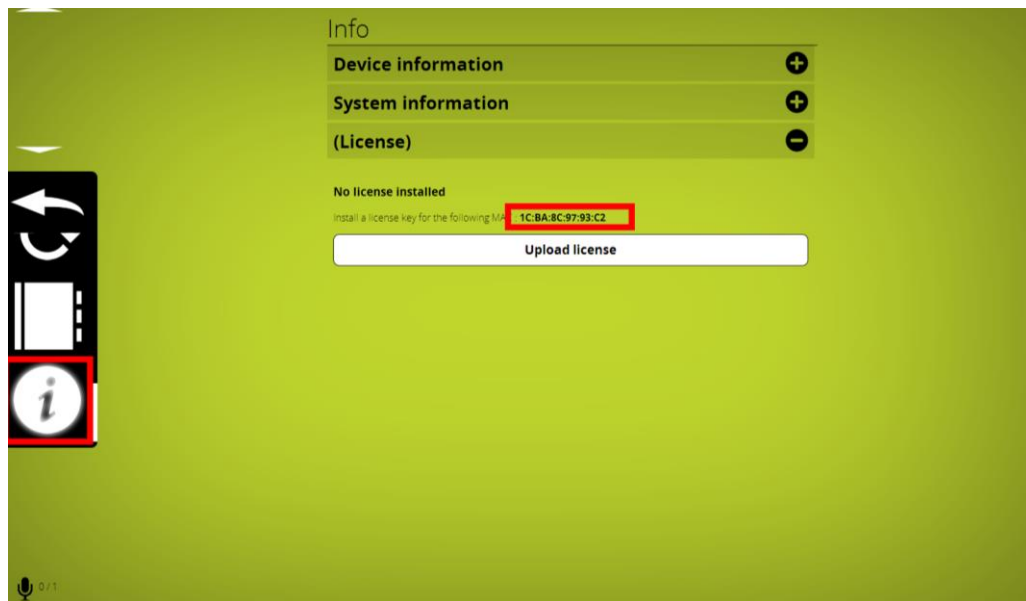 Info
Device information
System information
(License)
No license installed
Install a license key for the following 1C:BA:8C:97:93:C2
Upload license
i
0/1